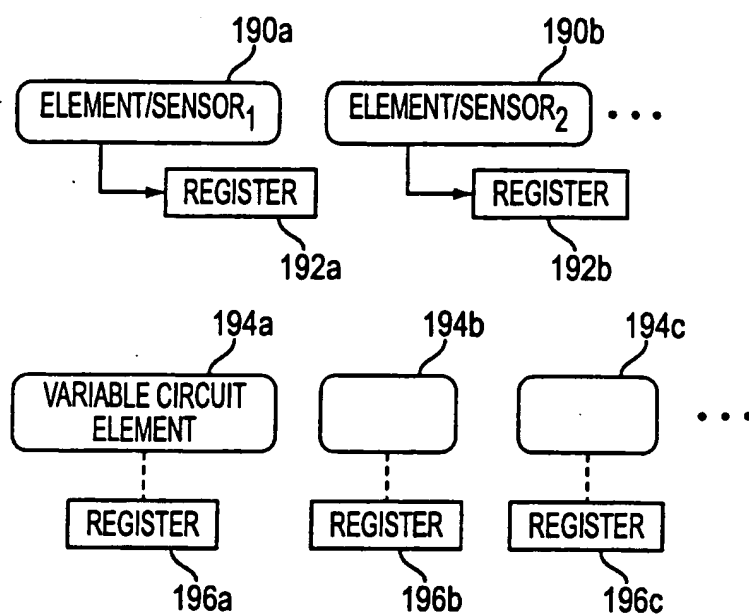 190a 190b
ELEMENT/SENSOR1 ELEMENT/SENSOR2 • • •
REGISTER REGISTER
192a 192b
194a 194b 194c
VARIABLE CIRCUIT
ELEMENT
• • •
REGISTER REGISTER REGISTER
196a 196b 196c